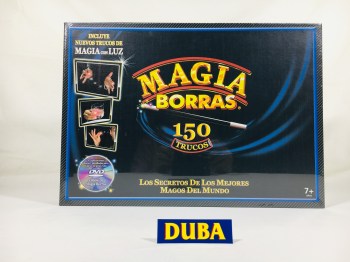 INCLUYE
NUEVOS TRUCOS DE
MAGIA CON LUZ
MAGIA
BORRAS
150
TRUCOS
DVD
LOS SECRETOS DE LOS MEJORES
MAGOS DEL MUNDO
7+
DUBA